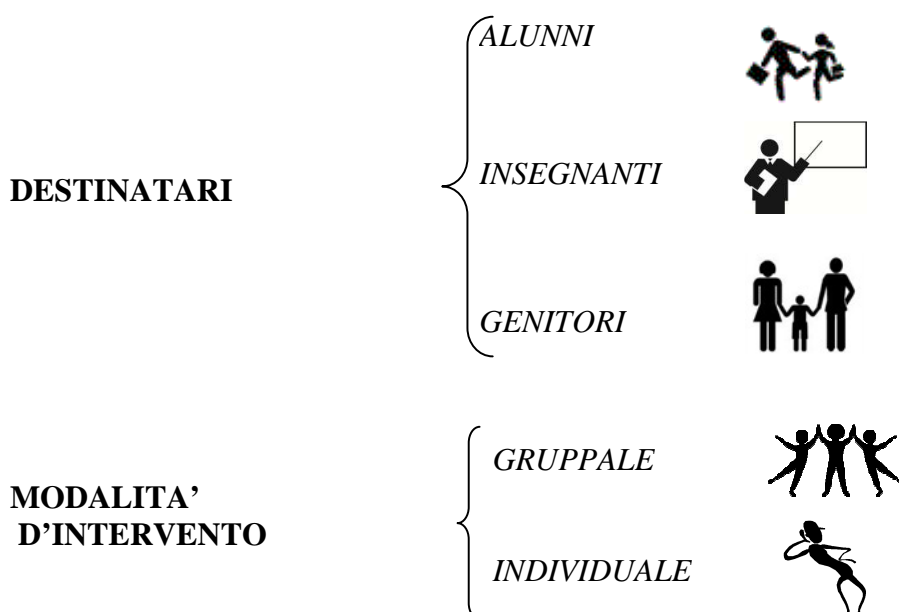 ALUNNI
DESTINATARI
INSEGNANTI
GENITORI
GRUPPALE
MODALITA’
D’INTERVENTO
INDIVIDUALE